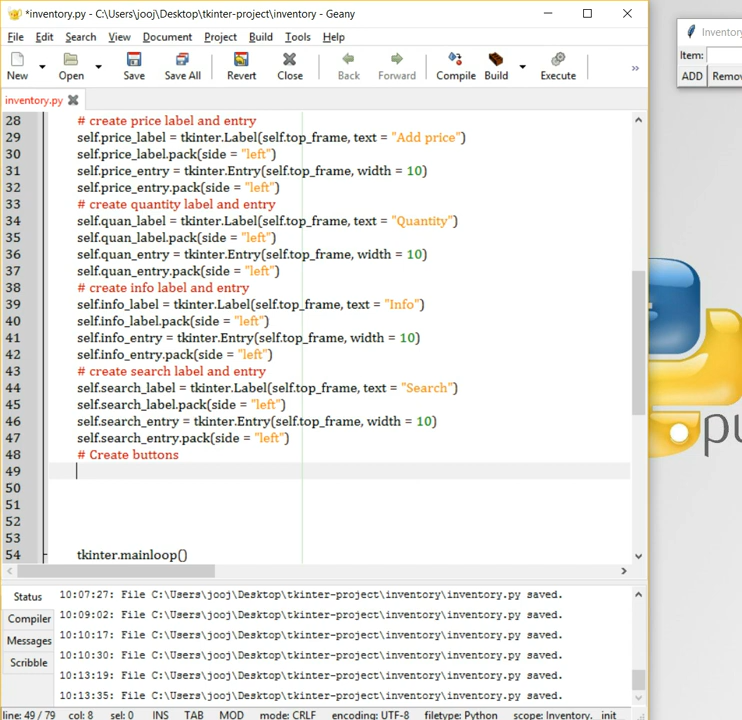 *inventory.py - C:\Users\jooj\Desktop\tkinter-project\inventory - Geany
File Edit Search View Document Project Build Tools Help
New Open Save Save All Revert Close Back Forward Compile Build Execute »
inventory.py
28 # create price label and entry
29 self.price_label = tkinter.Label(self.top_frame, text = "Add price")
30 self.price_label.pack(side = "left")
31 self.price_entry = tkinter.Entry(self.top_frame, width = 10)
32 self.price_entry.pack(side = "left")
33 # create quantity label and entry
34 self.quan_label = tkinter.Label(self.top_frame, text = "Quantity")
35 self.quan_label.pack(side = "left")
36 self.quan_entry = tkinter.Entry(self.top_frame, width = 10)
37 self.quan_entry.pack(side = "left")
38 # create info label and entry
39 self.info_label = tkinter.Label(self.top_frame, text = "Info")
40 self.info_label.pack(side = "left")
41 self.info_entry = tkinter.Entry(self.top_frame, width = 10)
42 self.info_entry.pack(side = "left")
43 # create search label and entry
44 self.search_label = tkinter.Label(self.top_frame, text = "Search")
45 self.search_label.pack(side = "left")
46 self.search_entry = tkinter.Entry(self.top_frame, width = 10)
47 self.search_entry.pack(side = "left")
48 # Create buttons
49
50
51
52
53
54 tkinter.mainloop()
Status
Compiler
Messages
Scribble
10:07:27: File C:\Users\jooj\Desktop\tkinter-project\inventory\inventory.py saved.
10:09:02: File C:\Users\jooj\Desktop\tkinter-project\inventory\inventory.py saved.
10:10:17: File C:\Users\jooj\Desktop\tkinter-project\inventory\inventory.py saved.
10:10:30: File C:\Users\jooj\Desktop\tkinter-project\inventory\inventory.py saved.
10:13:19: File C:\Users\jooj\Desktop\tkinter-project\inventory\inventory.py saved.
10:13:35: File C:\Users\jooj\Desktop\tkinter-project\inventory\inventory.py saved.
line: 49 / 79 col: 8 sel: 0 INS TAB MOD mode: CRLF encoding: UTF-8 filetype: Python scope: Inventory.__init__
Inventory
Item:
ADD Remov
pu